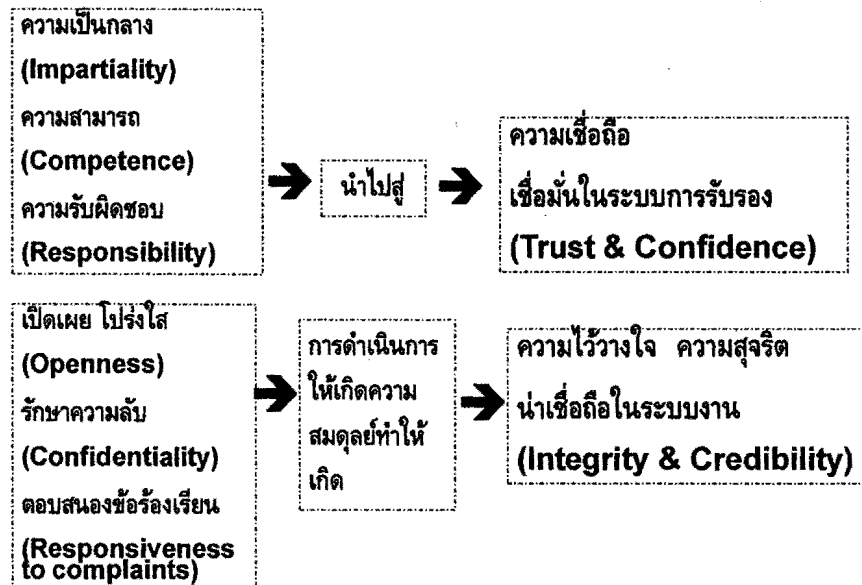 ความเป็นกลาง
(Impartiality)
ความสามารถ
(Competence)
ความรับผิดชอบ
(Responsibility)
นำไปสู่
ความเชื่อถือ
เชื่อมั่นในระบบการรับรอง
(Trust & Confidence)
เปิดเผย โปร่งใส
(Openness)
รักษาความลับ
(Confidentiality)
ตอบสนองข้อร้องเรียน
(Responsiveness
to complaints)
การดำเนินการ
ให้เกิดความ
สมดุลย์ทำให้
เกิด
ความไว้วางใจ ความสุจริต
น่าเชื่อถือในระบบงาน
(Integrity & Credibility)